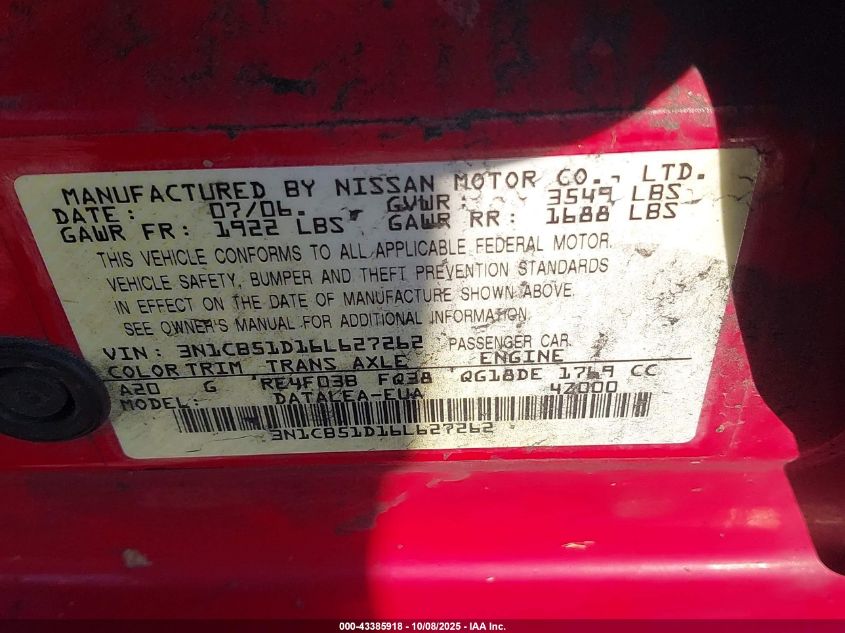 MANUFACTURED BY NISSAN MOTOR CO., LTD.
DATE: 07/06. GVWR: 3549 LBS
GAWR FR: 1922 LBS GAWR RR: 1688 LBS
THIS VEHICLE CONFORMS TO ALL APPLICABLE FEDERAL MOTOR
VEHICLE SAFETY, BUMPER AND THEFT PREVENTION STANDARDS
IN EFFECT ON THE DATE OF MANUFACTURE SHOWN ABOVE.
SEE OWNER'S MANUAL FOR ADDITIONAL INFORMATION.
VIN: 3N1CB51D16L627262 PASSENGER CAR
COLOR TRIM TRANS AXLE ENGINE
A20 G RE4F03B FQ38 QG18DE 1769 CC
MODEL: DATALEA-EUA 4Z000
3N1CB51D16L627262
000-43385918 - 10/08/2025 - IAA Inc.